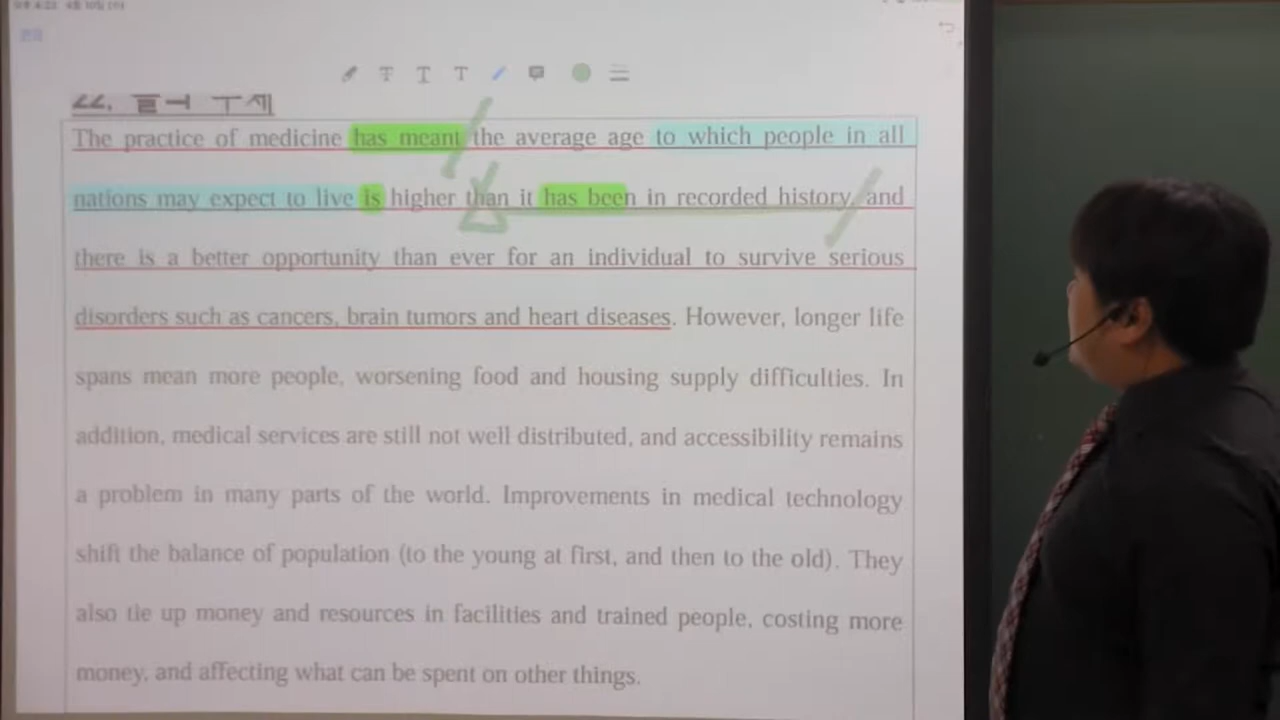 The practice of medicine has meant the average age to which people in all
nations may expect to live is higher than it has been in recorded history, and
there is a better opportunity than ever for an individual to survive serious
disorders such as cancers, brain tumors and heart diseases. However, longer life
spans mean more people, worsening food and housing supply difficulties. In
addition, medical services are still not well distributed, and accessibility remains
a problem in many parts of the world. Improvements in medical technology
shift the balance of population (to the young at first, and then to the old). They
also tie up money and resources in facilities and trained people, costing more
money, and affecting what can be spent on other things.